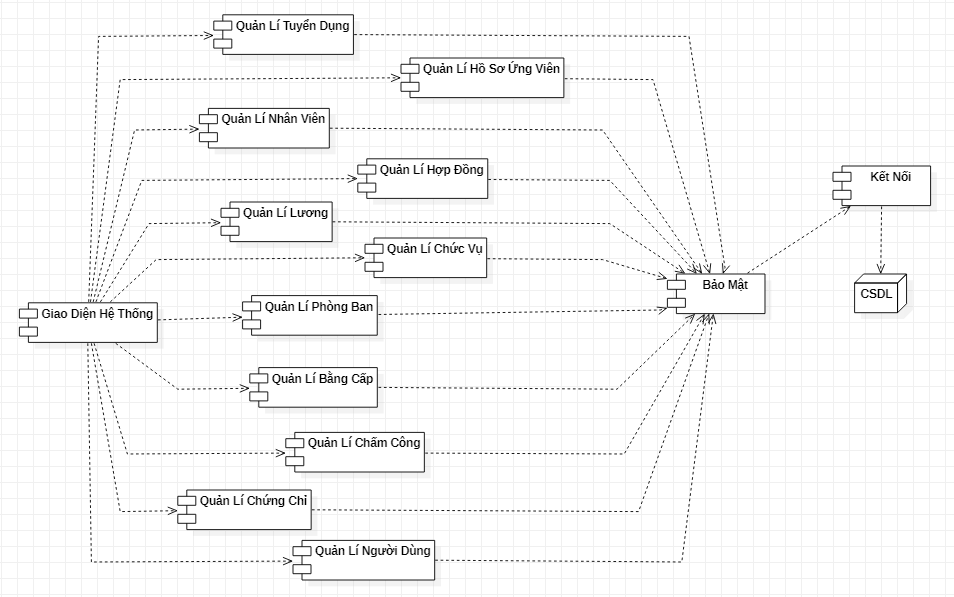 Quản Lí Tuyển Dụng
Quản Lí Hồ Sơ Ứng Viên
Quản Lí Nhân Viên
Quản Lí Hợp Đồng
Kết Nối
Quản Lí Lương
Quản Lí Chức Vụ
Bảo Mật
CSDL
Quản Lí Phòng Ban
Giao Diện Hệ Thống
Quản Lí Bằng Cấp
Quản Lí Chấm Công
Quản Lí Chứng Chỉ
Quản Lí Người Dùng